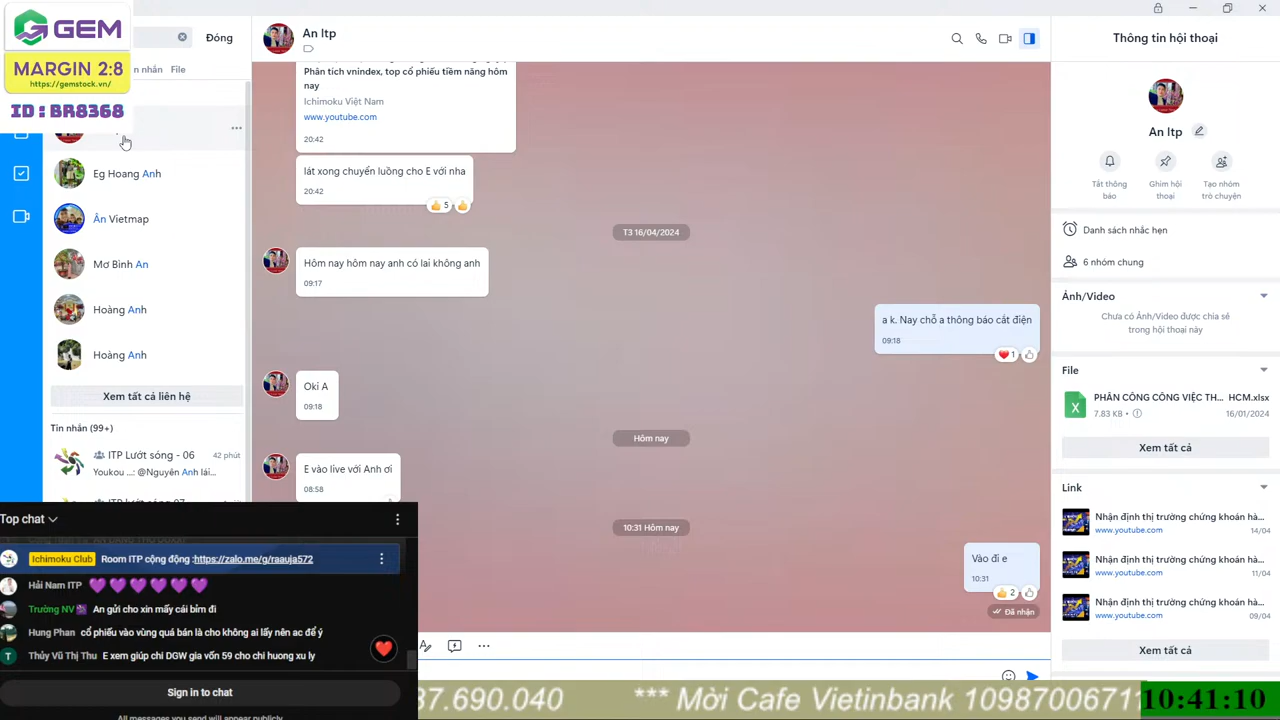 GEM
MARGIN 2:8
https://gemstock.vn/
ID : BR8368
Đóng
n nhắn
File
Eg Hoang Anh
Ân Vietmap
Mơ Bình An
Hoàng Anh
Hoàng Anh
Xem tất cả liên hệ
Tin nhắn (99+)
ITP Lướt sóng - 06
42 phút
Youkou ...: @Nguyên Anh lái...
An Itp
Phân tích vnindex, top cổ phiếu tiềm năng hôm
nay
Ichimoku Việt Nam
www.youtube.com
20:42
lát xong chuyển luồng cho E với nha
20:42
5
T3 16/04/2024
Hôm nay hôm nay anh có lai không anh
09:17
a k. Nay chỗ a thông báo cắt điện
09:18
1
Oki A
09:18
Hôm nay
E vào live với Anh ơi
08:58
10:31 Hôm nay
Vào đi e
10:31
2
Đã nhận
Thông tin hội thoại
An Itp
Tắt thông
báo
Ghim hội
thoại
Tạo nhóm
trò chuyện
Danh sách nhắc hẹn
6 nhóm chung
Ảnh/Video
Chưa có Ảnh/Video được chia sẻ
trong hội thoại này
File
PHÂN CÔNG CÔNG VIỆC TH... HCM.xlsx
7.83 KB
16/01/2024
Xem tất cả
Link
Nhận định thị trường chứng khoán hà...
www.youtube.com
14/04
Nhận định thị trường chứng khoán hà...
www.youtube.com
11/04
Nhận định thị trường chứng khoán hà...
www.youtube.com
09/04
Xem tất cả
Top chat
Ichimoku Club Room ITP cộng động :https://zalo.me/g/raauja572
Hải Nam ITP
Trường NV An gửi cho xin mấy cái bỉm đi
Hung Phan cổ phiếu vào vùng quá bán là cho không ai lấy nên ac để ý
Thủy Vũ Thị Thu E xem giúp chỉ DGW gia vốn 59 cho chi huong xu ly
Sign in to chat
All messages you send will appear publicly
37.690.040 *** Mời Cafe Vietinbank 10987006711
10:41:10